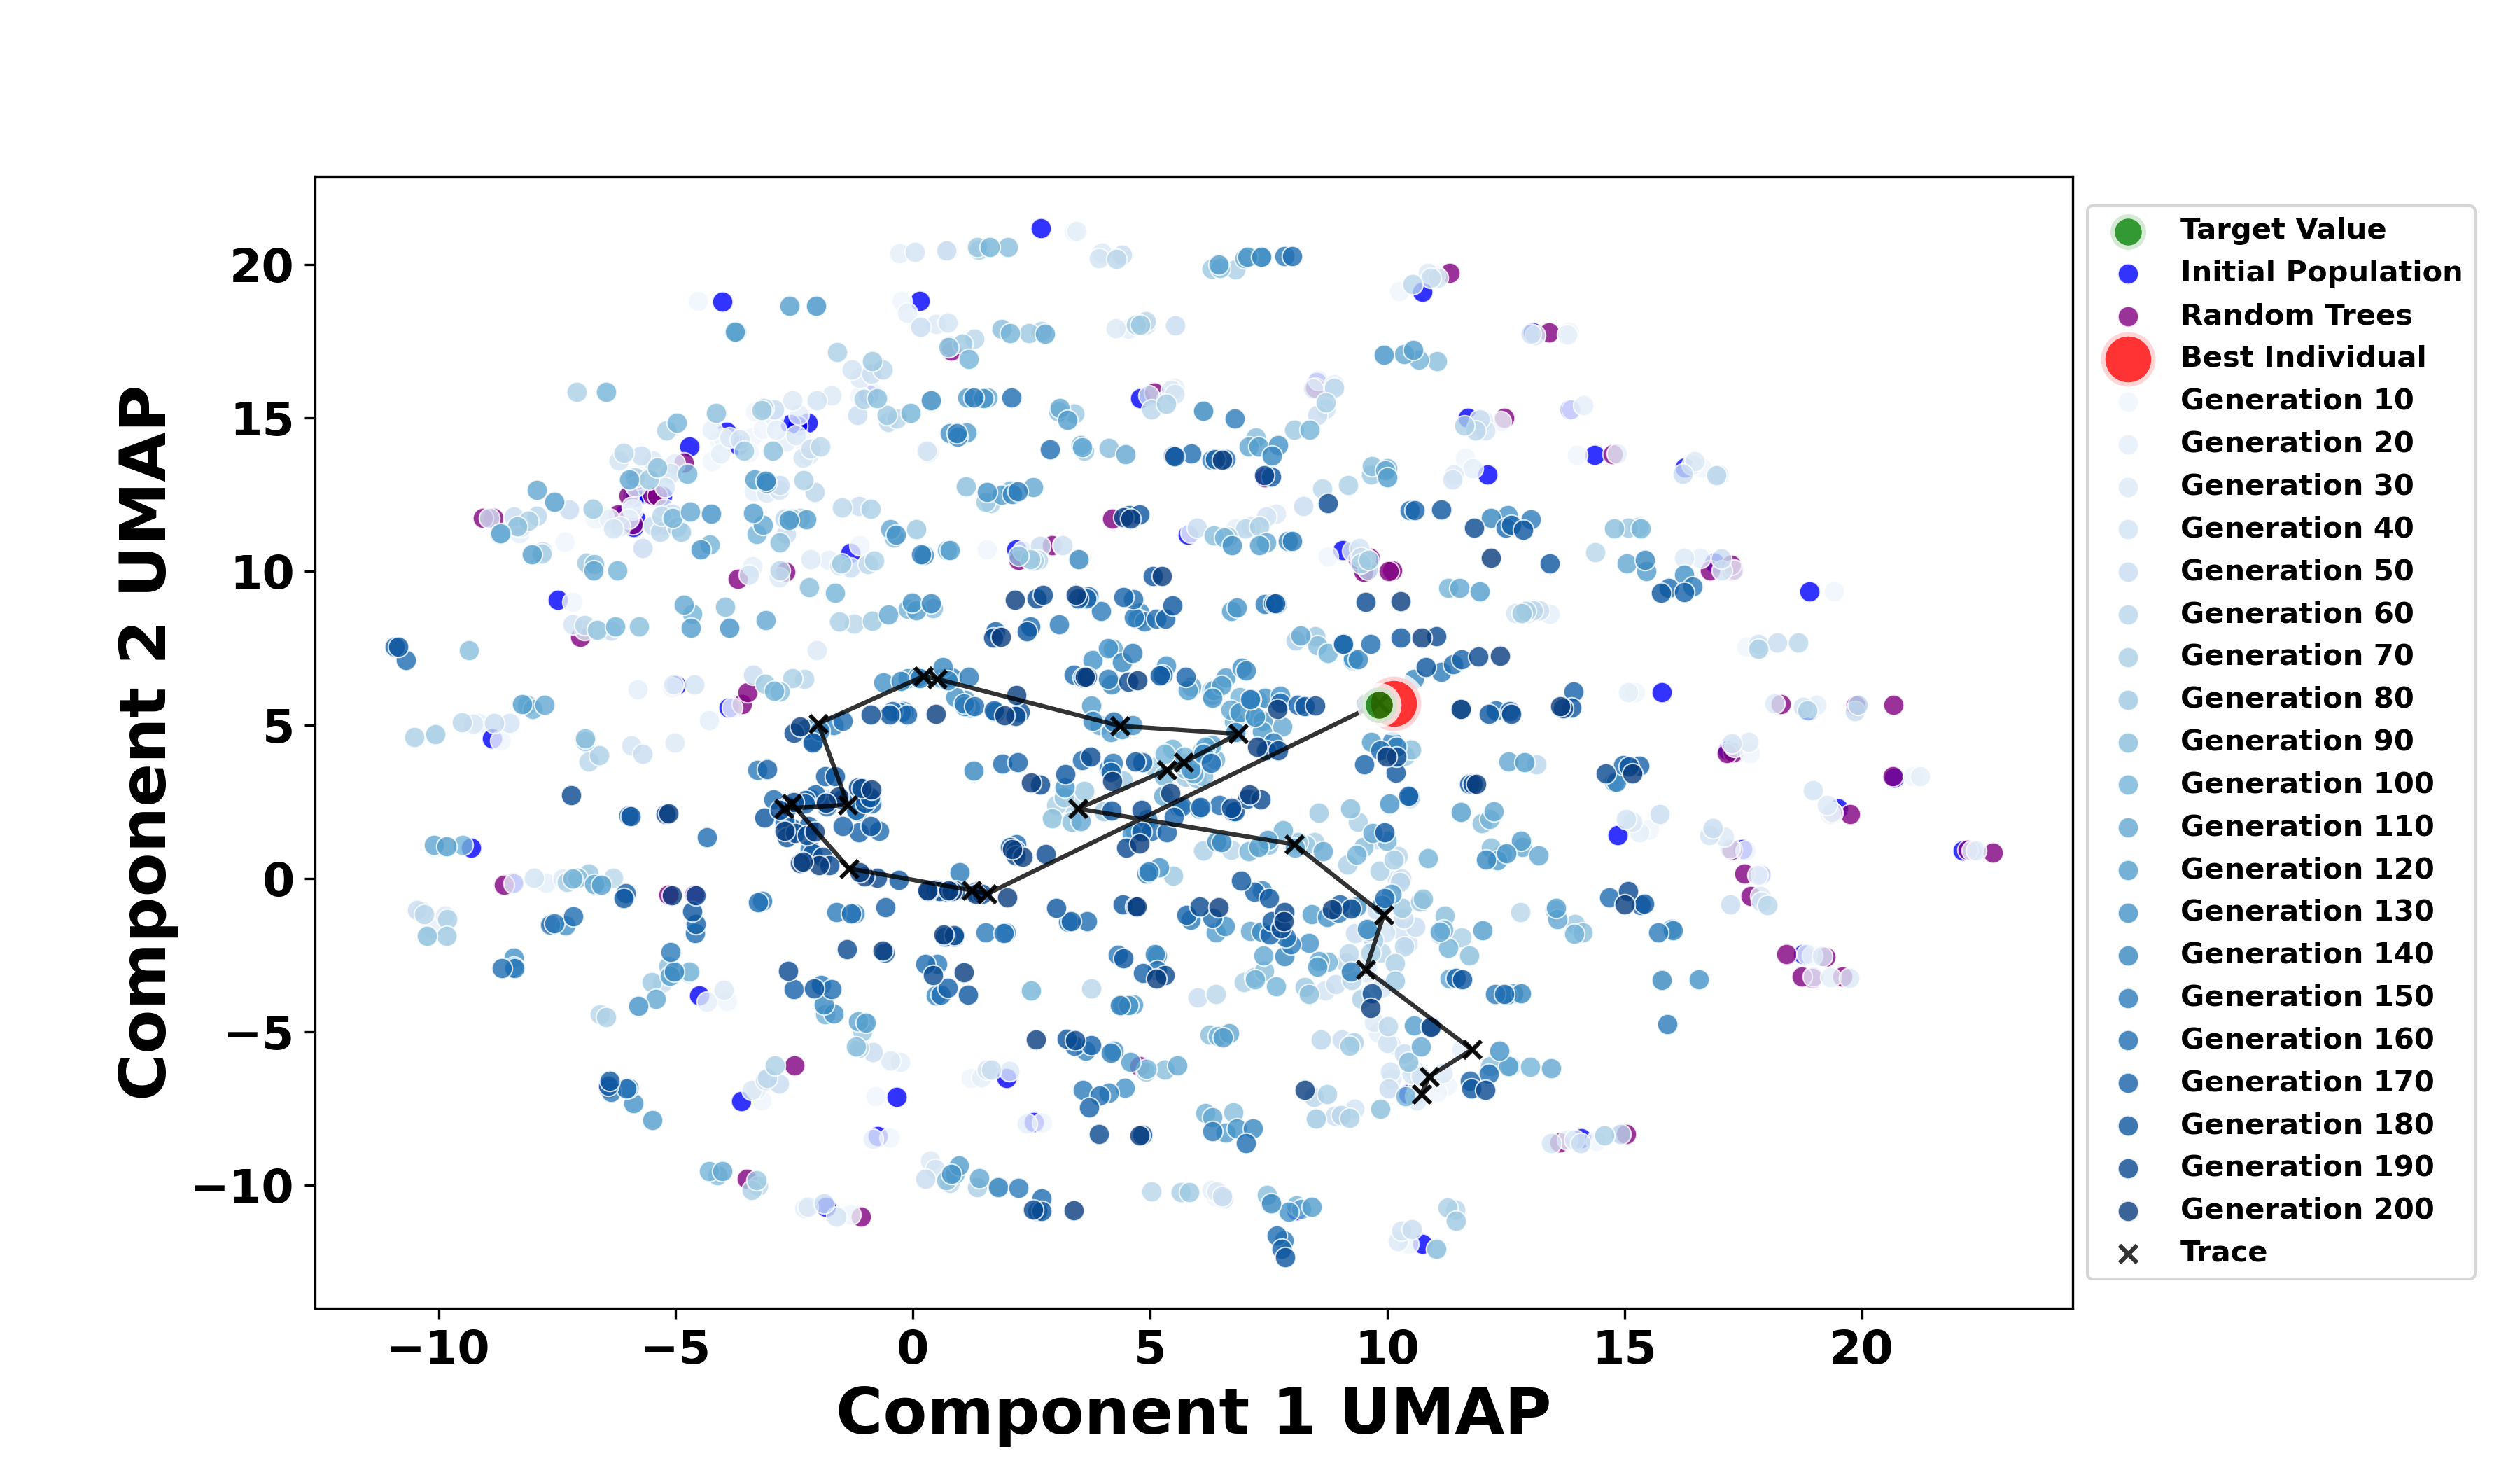 20
15
10
5
0
−5
−10
Component 2 UMAP
−10 −5 0 5 10 15 20
Component 1 UMAP
Target Value
Initial Population
Random Trees
Best Individual
Generation 10
Generation 20
Generation 30
Generation 40
Generation 50
Generation 60
Generation 70
Generation 80
Generation 90
Generation 100
Generation 110
Generation 120
Generation 130
Generation 140
Generation 150
Generation 160
Generation 170
Generation 180
Generation 190
Generation 200
Trace